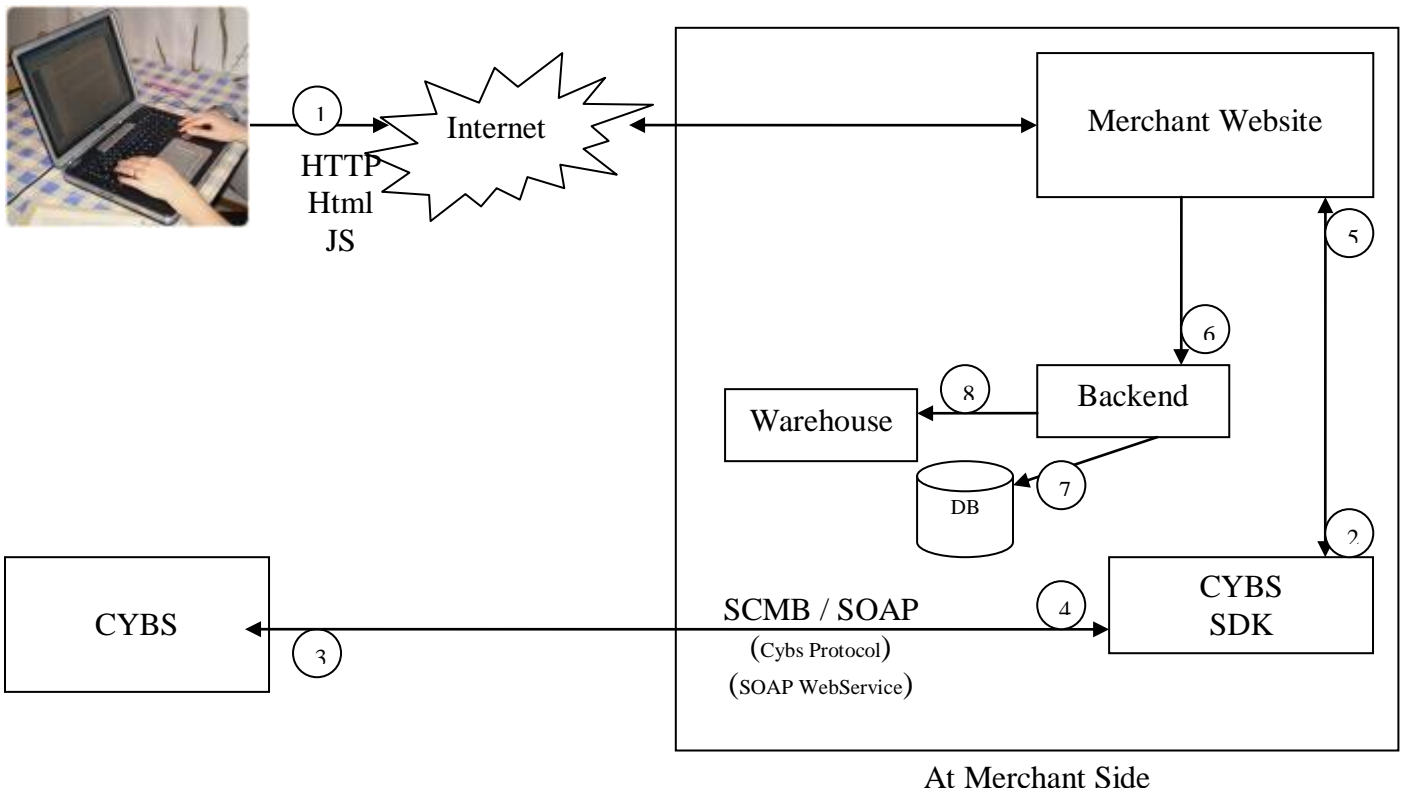 1
Internet
Merchant Website
HTTP
Html
JS
5
6
8
Backend
Warehouse
7
DB
2
CYBS
SDK
CYBS
SCMB / SOAP
4
(Cybs Protocol)
3
(SOAP WebService)
At Merchant Side